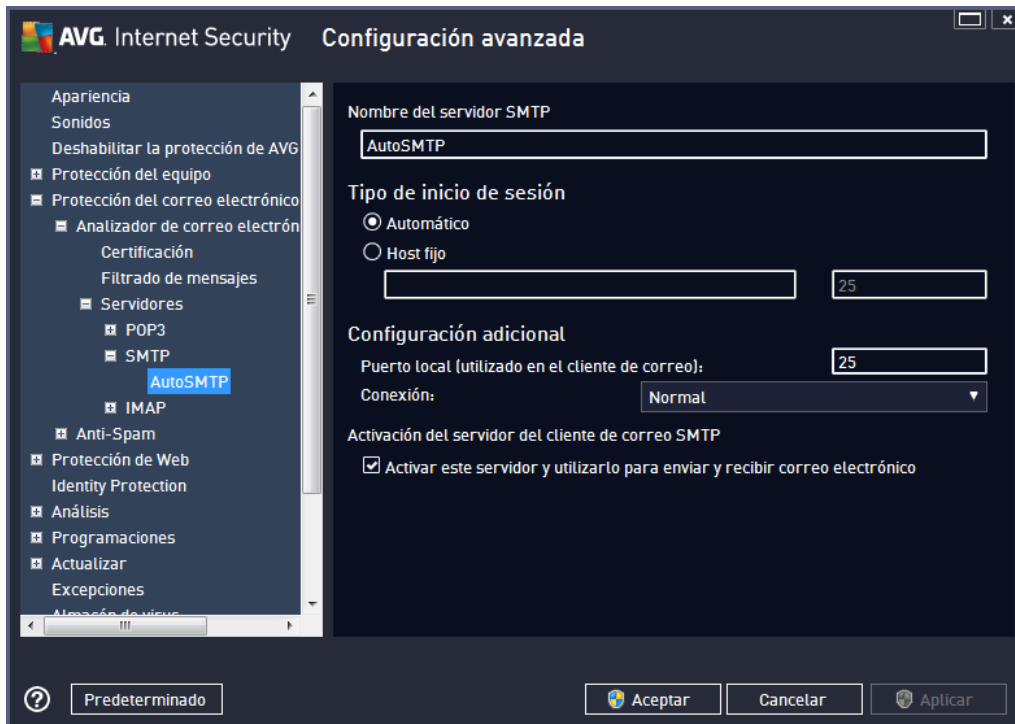 AVG. Internet Security
Configuración avanzada
Apariencia
Sonidos
Deshabilitar la protección de AVG
Protección del equipo
Protección del correo electrónico
Analizador de correo electrón
Certificación
Filtrado de mensajes
Servidores
POP3
SMTP
AutoSMTP
IMAP
Anti-Spam
Protección de Web
Identity Protection
Análisis
Programaciones
Actualizar
Excepciones
Almacén de virus
Nombre del servidor SMTP
AutoSMTP
Tipo de inicio de sesión
Automático
Host fijo
25
Configuración adicional
Puerto local (utilizado en el cliente de correo):
25
Conexión:
Normal
Activación del servidor del cliente de correo SMTP
Activar este servidor y utilizarlo para enviar y recibir correo electrónico
?
Predeterminado
Aceptar
Cancelar
Aplicar